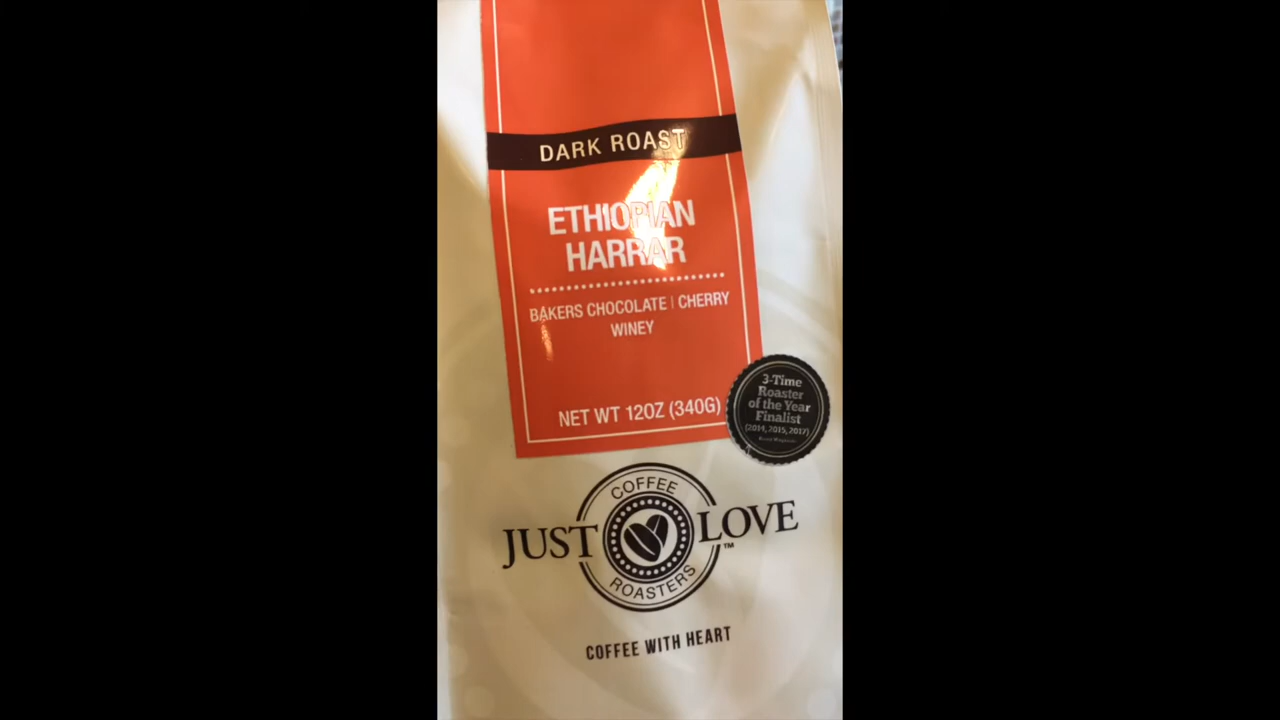 DARK ROAST
ETHIOPIAN
HARRAR
BAKERS CHOCOLATE | CHERRY
WINEY
NET WT 12OZ (340G)
3-Time
Roaster
of the Year
Finalist
(2014, 2015, 2017)
COFFEE
JUST LOVE
™
ROASTERS
COFFEE WITH HEART